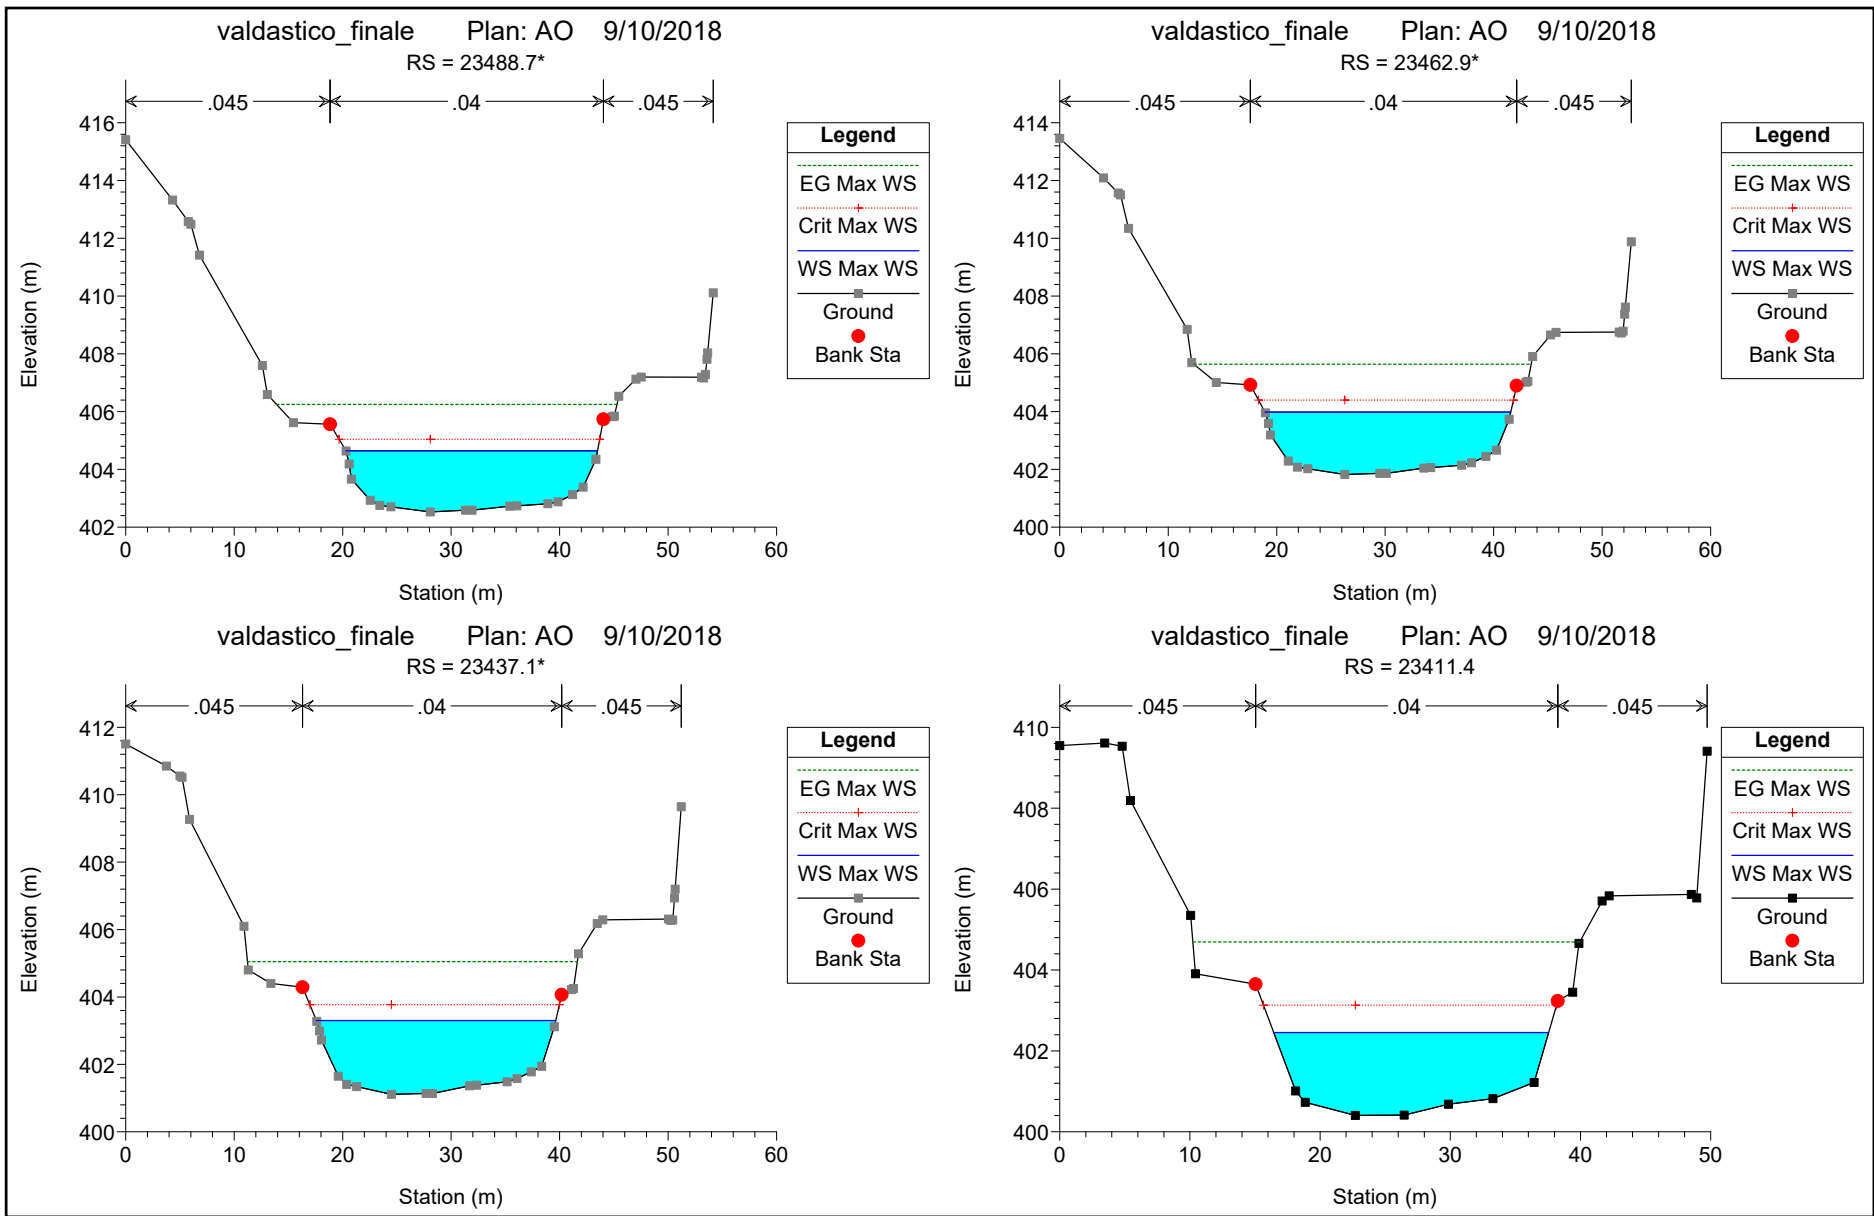 valdastico_finale Plan: AO 9/10/2018
RS = 23488.7*
.045 .04 .045
416
414
412
410
408
406
404
402
0 10 20 30 40 50 60
Elevation (m)
Station (m)
Legend
EG Max WS
Crit Max WS
WS Max WS
Ground
Bank Sta
valdastico_finale Plan: AO 9/10/2018
RS = 23462.9*
.045 .04 .045
414
412
410
408
406
404
402
400
0 10 20 30 40 50 60
Elevation (m)
Station (m)
Legend
EG Max WS
Crit Max WS
WS Max WS
Ground
Bank Sta
valdastico_finale Plan: AO 9/10/2018
RS = 23437.1*
.045 .04 .045
412
410
408
406
404
402
400
0 10 20 30 40 50 60
Elevation (m)
Station (m)
Legend
EG Max WS
Crit Max WS
WS Max WS
Ground
Bank Sta
valdastico_finale Plan: AO 9/10/2018
RS = 23411.4
.045 .04 .045
410
408
406
404
402
400
0 10 20 30 40 50
Elevation (m)
Station (m)
Legend
EG Max WS
Crit Max WS
WS Max WS
Ground
Bank Sta